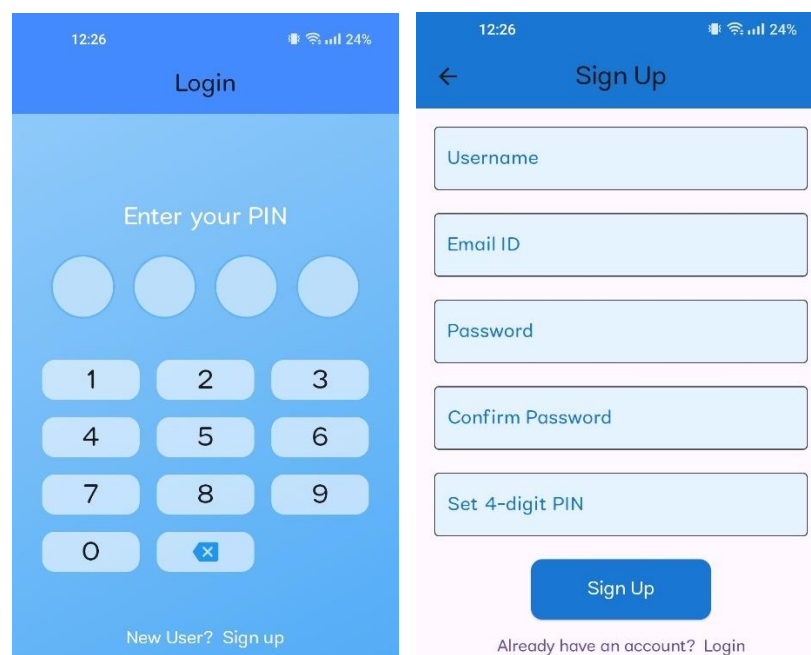 12:26 24%
Login
Enter your PIN
1 2 3
4 5 6
7 8 9
0
New User? Sign up
12:26 24%
Sign Up
Username
Email ID
Password
Confirm Password
Set 4-digit PIN
Sign Up
Already have an account? Login